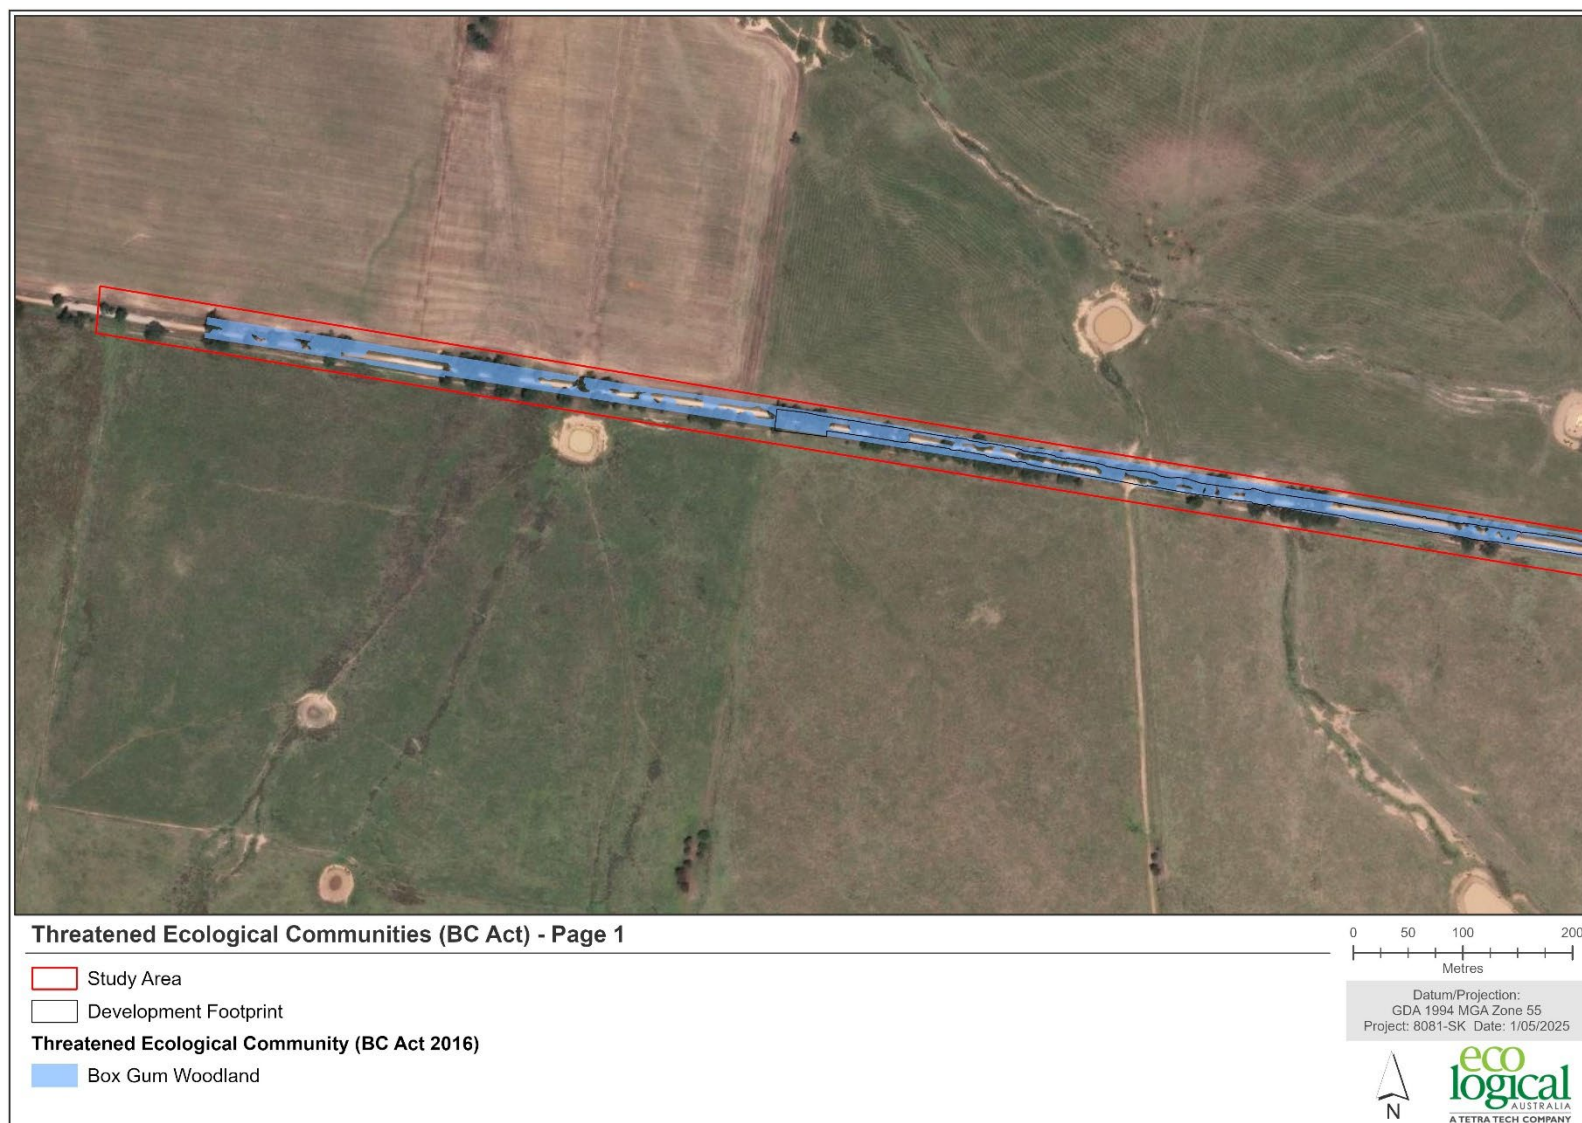 Threatened Ecological Communities (BC Act) - Page 1
Study Area
Development Footprint
Threatened Ecological Community (BC Act 2016)
Box Gum Woodland
0 50 100 200
Metres
Datum/Projection:
GDA 1994 MGA Zone 55
Project: 8081-SK Date: 1/05/2025
N
eco
logical
AUSTRALIA
A TETRA TECH COMPANY